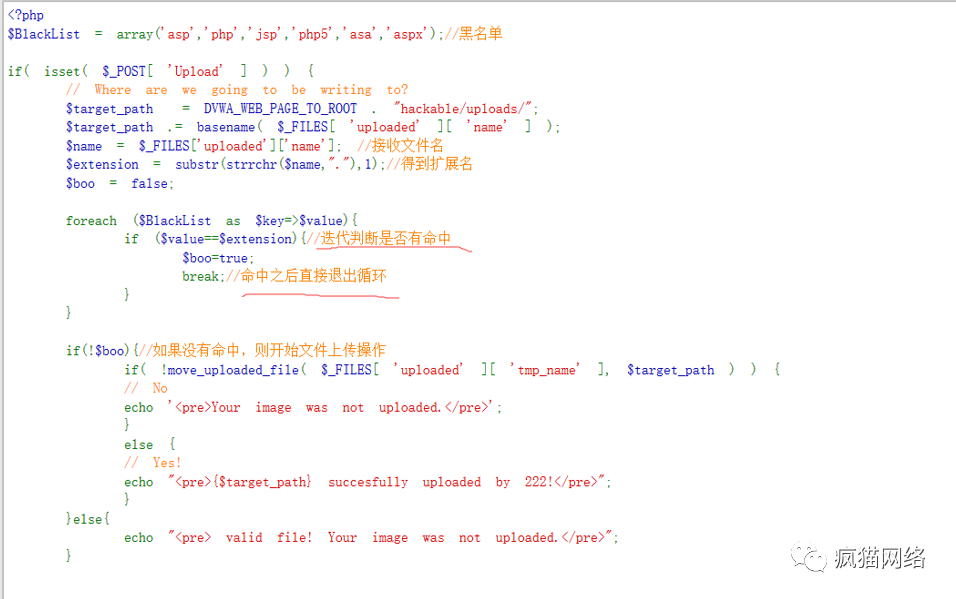 <?php
$BlackList = array('asp','php','jsp','php5','asa','aspx');//黑名单
if( isset( $_POST[ 'Upload' ] ) ) {
// Where are we going to be writing to?
$target_path = DVWA_WEB_PAGE_TO_ROOT . "hackable/uploads/";
$target_path .= basename( $_FILES[ 'uploaded' ][ 'name' ] );
$name = $_FILES['uploaded']['name']; //接收文件名
$extension = substr(strrchr($name,"."),1);//得到扩展名
$boo = false;
foreach ($BlackList as $key=>$value){
if ($value==$extension){//迭代判断是否有命中
$boo=true;
break;//命中之后直接退出循环
}
}
if(!$boo){//如果没有命中，则开始文件上传操作
if( !move_uploaded_file( $_FILES[ 'uploaded' ][ 'tmp_name' ], $target_path ) ) {
// No
echo '<pre>Your image was not uploaded.</pre>';
}
else {
// Yes!
echo "<pre>{$target_path} succesfully uploaded by 222!</pre>";
}
}else{
echo "<pre> valid file! Your image was not uploaded.</pre>";
}
疯猫网络